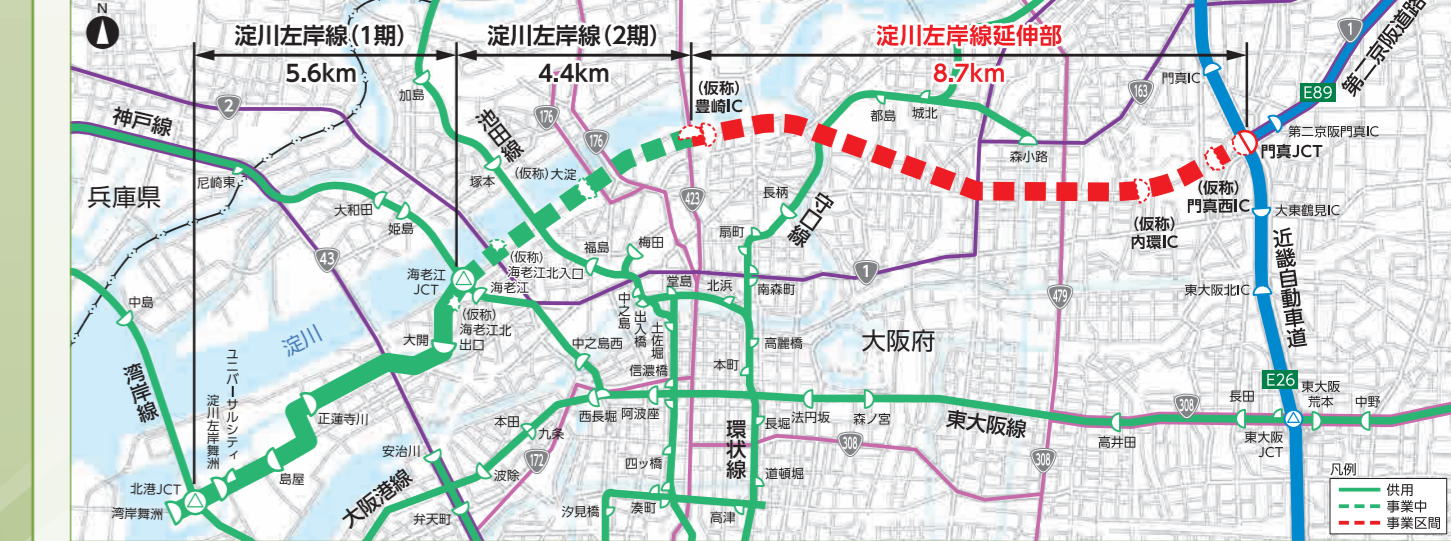 N
淀川左岸線(1期)
5.6km
淀川左岸線(2期)
4.4km
淀川左岸線延伸部
8.7km
1
第二京阪道路
E89
門真IC
163
第二京阪門真IC
門真JCT
(仮称)
豊崎IC
加島
2
神戸線
池田線
176
176
都島
城北
森小路
尼崎東
兵庫県
塚本
(仮称)大淀
423
長柄
守口線
(仮称)
門真西IC
(仮称)
内環IC
大東鶴見IC
大和田
姫島
扇町
近畿自動車道
43
海老江
JCT
(仮称)
海老江北入口
海老江
福島
梅田
堂島
北浜
南森町
1
479
東大阪北IC
中島
(仮称)
海老江北
出口
中之島
出入橋
土佐堀
淀川
大開
中之島西
高麗橋
大阪府
湾岸線
ユニバーサルシティ
淀川左岸舞洲
信濃橋
本町
E26
正蓮寺川
西長堀
阿波座
法円坂
森ノ宮
東大阪線
308
長田
東大阪
荒本
中野
本田
九条
環状線
長堀
308
高井田
東大阪
JCT
安治川
172
四ッ橋
308
島屋
波除
道頓堀
北港JCT
湾岸舞洲
大阪港線
弁天町
汐見橋
湊町
高津
凡例
供用
事業中
事業区間